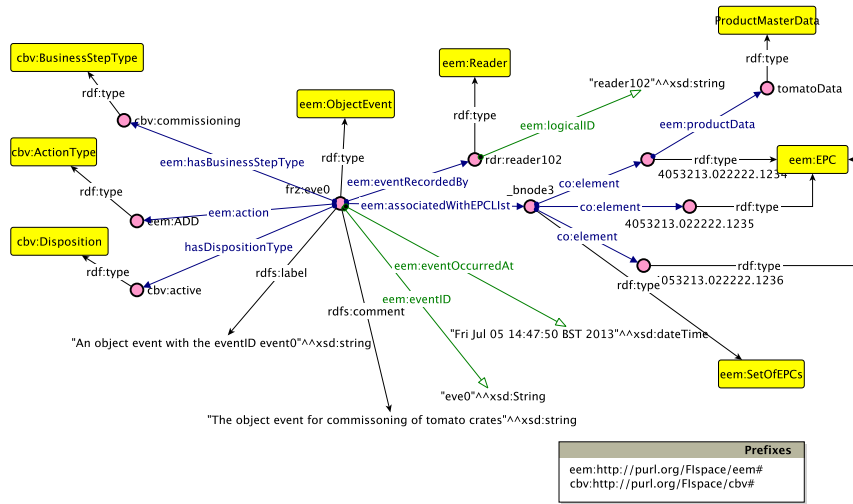 ProductMasterData
cbv:BusinessStepType
eem:Reader
rdf:type
rdf:type
"reader102"^^xsd:string
tomatoData
eem:ObjectEvent
rdf:type
cbv:commissioning
rdf:type
eem:logicalID
eem:productData
cbv:ActionType
eem:hasBusinessStepType
rdf:type
rdr:reader102
rdf:type
eem:EPC
4053213.022222.1234
eem:eventRecordedBy
co:element
rdf:type
frz:eve0
_bnode3
eem:associatedWithEPCLIst
co:element
rdf:type
eem:action
eem:ADD
4053213.022222.1235
cbv:Disposition
hasDispositionType
co:element
rdf:type
eem:eventOccurredAt
rdf:type
rdfs:label
053213.022222.1236
rdf:type
cbv:active
eem:eventID
rdfs:comment
"Fri Jul 05 14:47:50 BST 2013"^^xsd:dateTime
"An object event with the eventID event0"^^xsd:string
eem:SetOfEPCs
"eve0"^^xsd:String
"The object event for commissoning of tomato crates"^^xsd:string
Prefixes
eem:http://purl.org/FIspace/eem#
cbv:http://purl.org/FIspace/cbv#